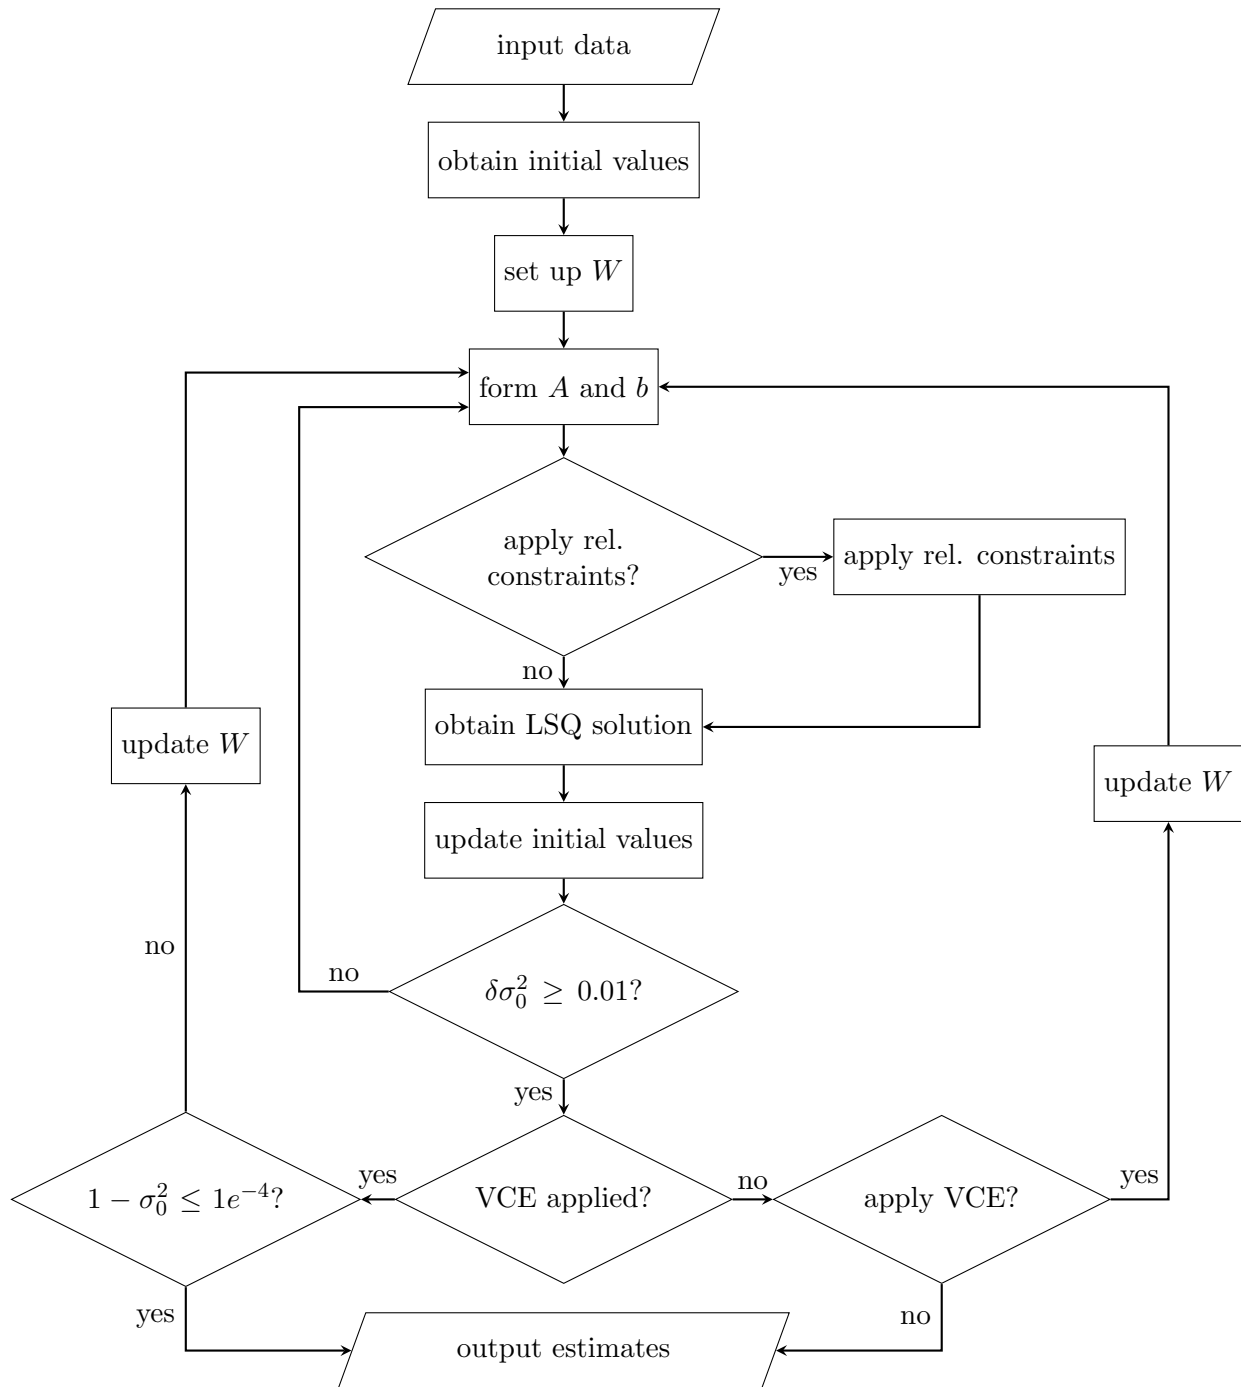 input data
obtain initial values
set up W
form A and b
apply rel.
constraints?
yes
apply rel. constraints
no
obtain LSQ solution
update W
update W
update initial values
no
no
δσ₀² ≥ 0.01?
yes
1 − σ₀² ≤ 1e⁻⁴?
yes
VCE applied?
no
apply VCE?
yes
yes
no
output estimates